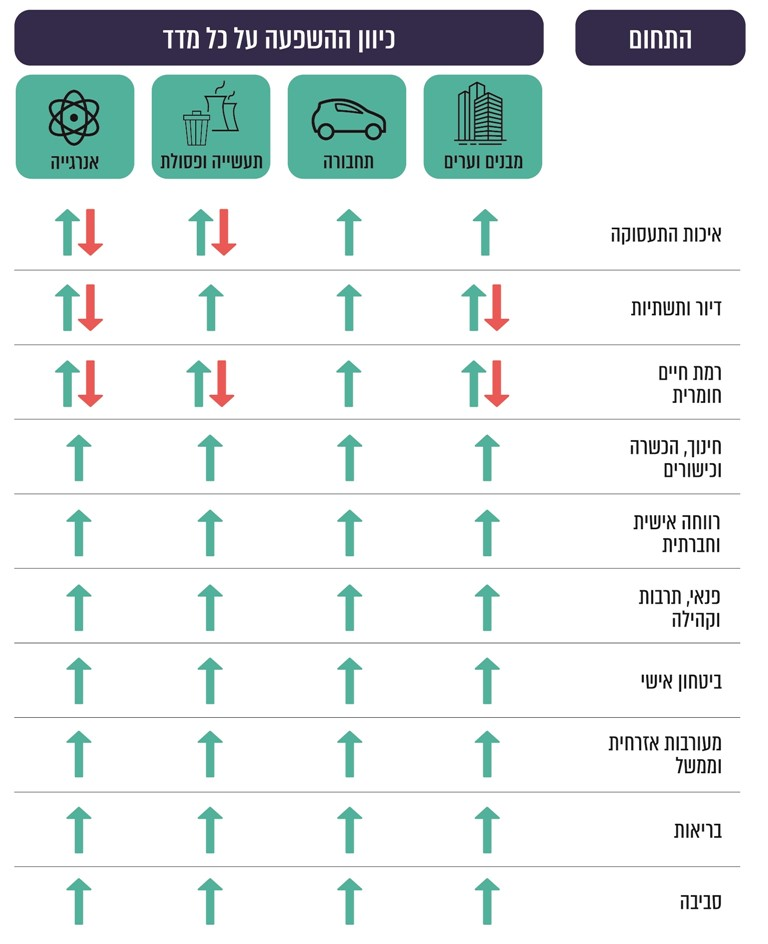 התחום
כיוון ההשפעה על כל מדד
מבנים וערים
תחבורה
תעשייה ופסולת
אנרגייה
איכות התעסוקה
דיור ותשתיות
רמת חיים
חומרית
חינוך, הכשרה
וכישורים
רווחה אישית
וחברתית
פנאי, תרבות
וקהילה
ביטחון אישי
מעורבות אזרחית
וממשל
בריאות
סביבה